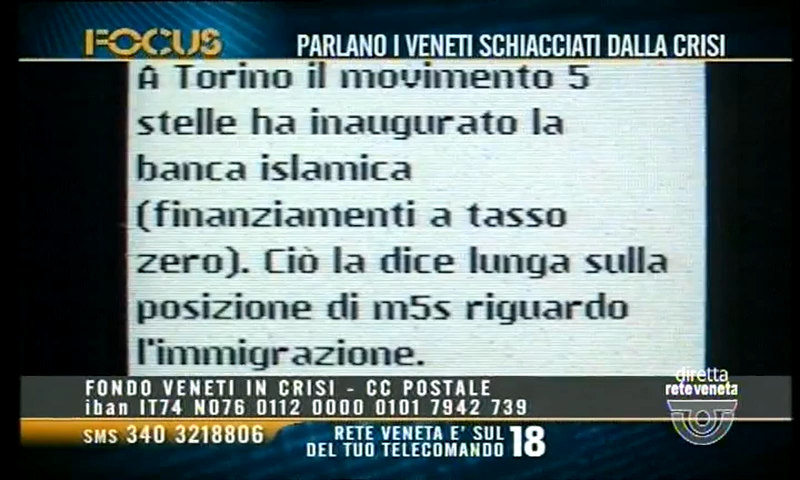 FOCUS
PARLANO I VENETI SCHIACCIATI DALLA CRISI
A Torino il movimento 5
stelle ha inaugurato la
banca islamica
(finanziamenti a tasso
zero). Ciò la dice lunga sulla
posizione di m5s riguardo
l'immigrazione.
diretta
reteveneta
FONDO VENETI IN CRISI - CC POSTALE
iban IT74 N076 0112 0000 0101 7942 739
SMS 340 3218806
RETE VENETA E' SUL
DEL TUO TELECOMANDO 18